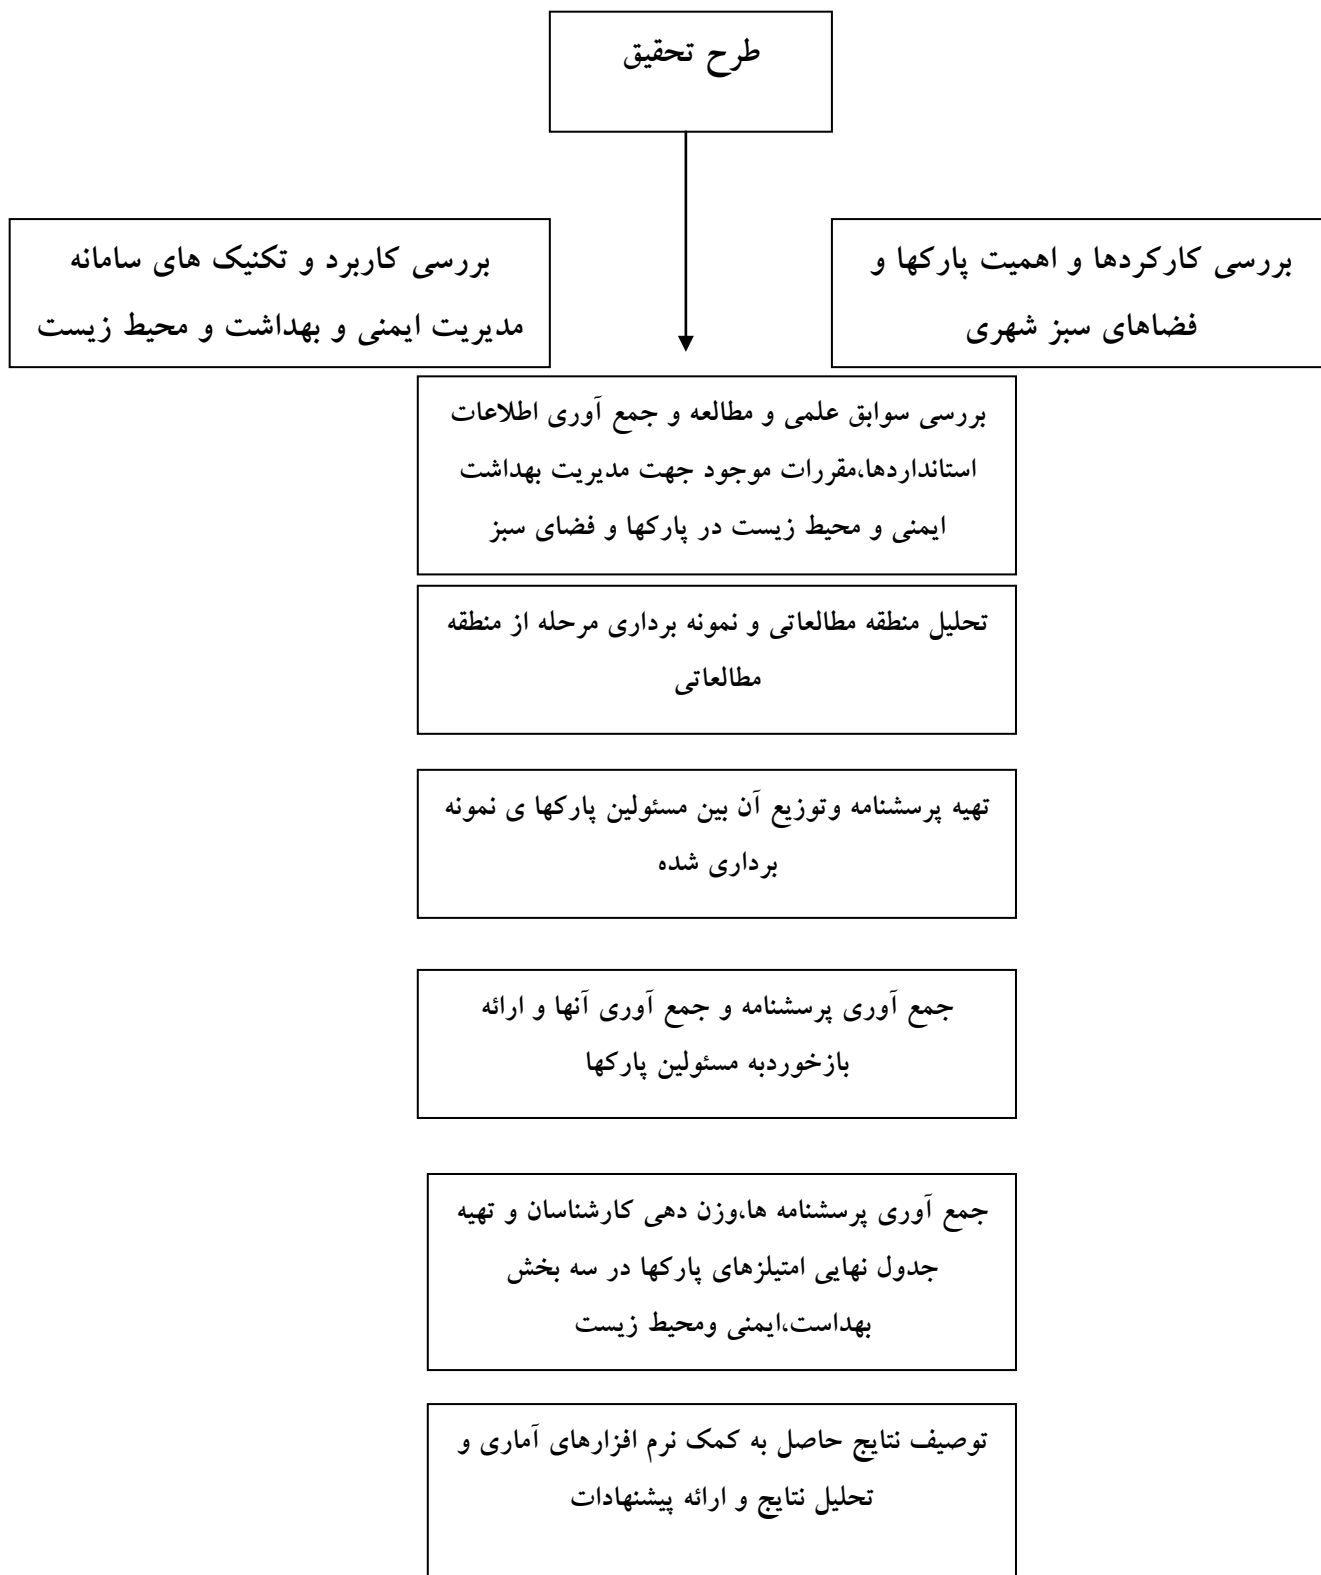 طرح تحقیق
بررسی کارکردها و اهمیت پارکها و
فضاهای سبز شهری
بررسی کاربرد و تکنیک های سامانه
مدیریت ایمنی و بهداشت و محیط زیست
بررسی سوابق علمی و مطالعه و جمع آوری اطلاعات
استانداردها،مقررات موجود جهت مدیریت بهداشت
ایمنی و محیط زیست در پارکها و فضای سبز
تحلیل منطقه مطالعاتی و نمونه برداری مرحله از منطقه
مطالعاتی
تهیه پرسشنامه وتوزیع آن بین مسئولین پارکها ی نمونه
برداری شده
جمع آوری پرسشنامه و جمع آوری آنها و ارائه
بازخوردبه مسئولین پارکها
جمع آوری پرسشنامه ها،وزن دهی کارشناسان و تهیه
جدول نهایی امتیلزهای پارکها در سه بخش
بهداست،ایمنی ومحیط زیست
توصیف نتایج حاصل به کمک نرم افزارهای آماری و
تحلیل نتایج و ارائه پیشنهادات